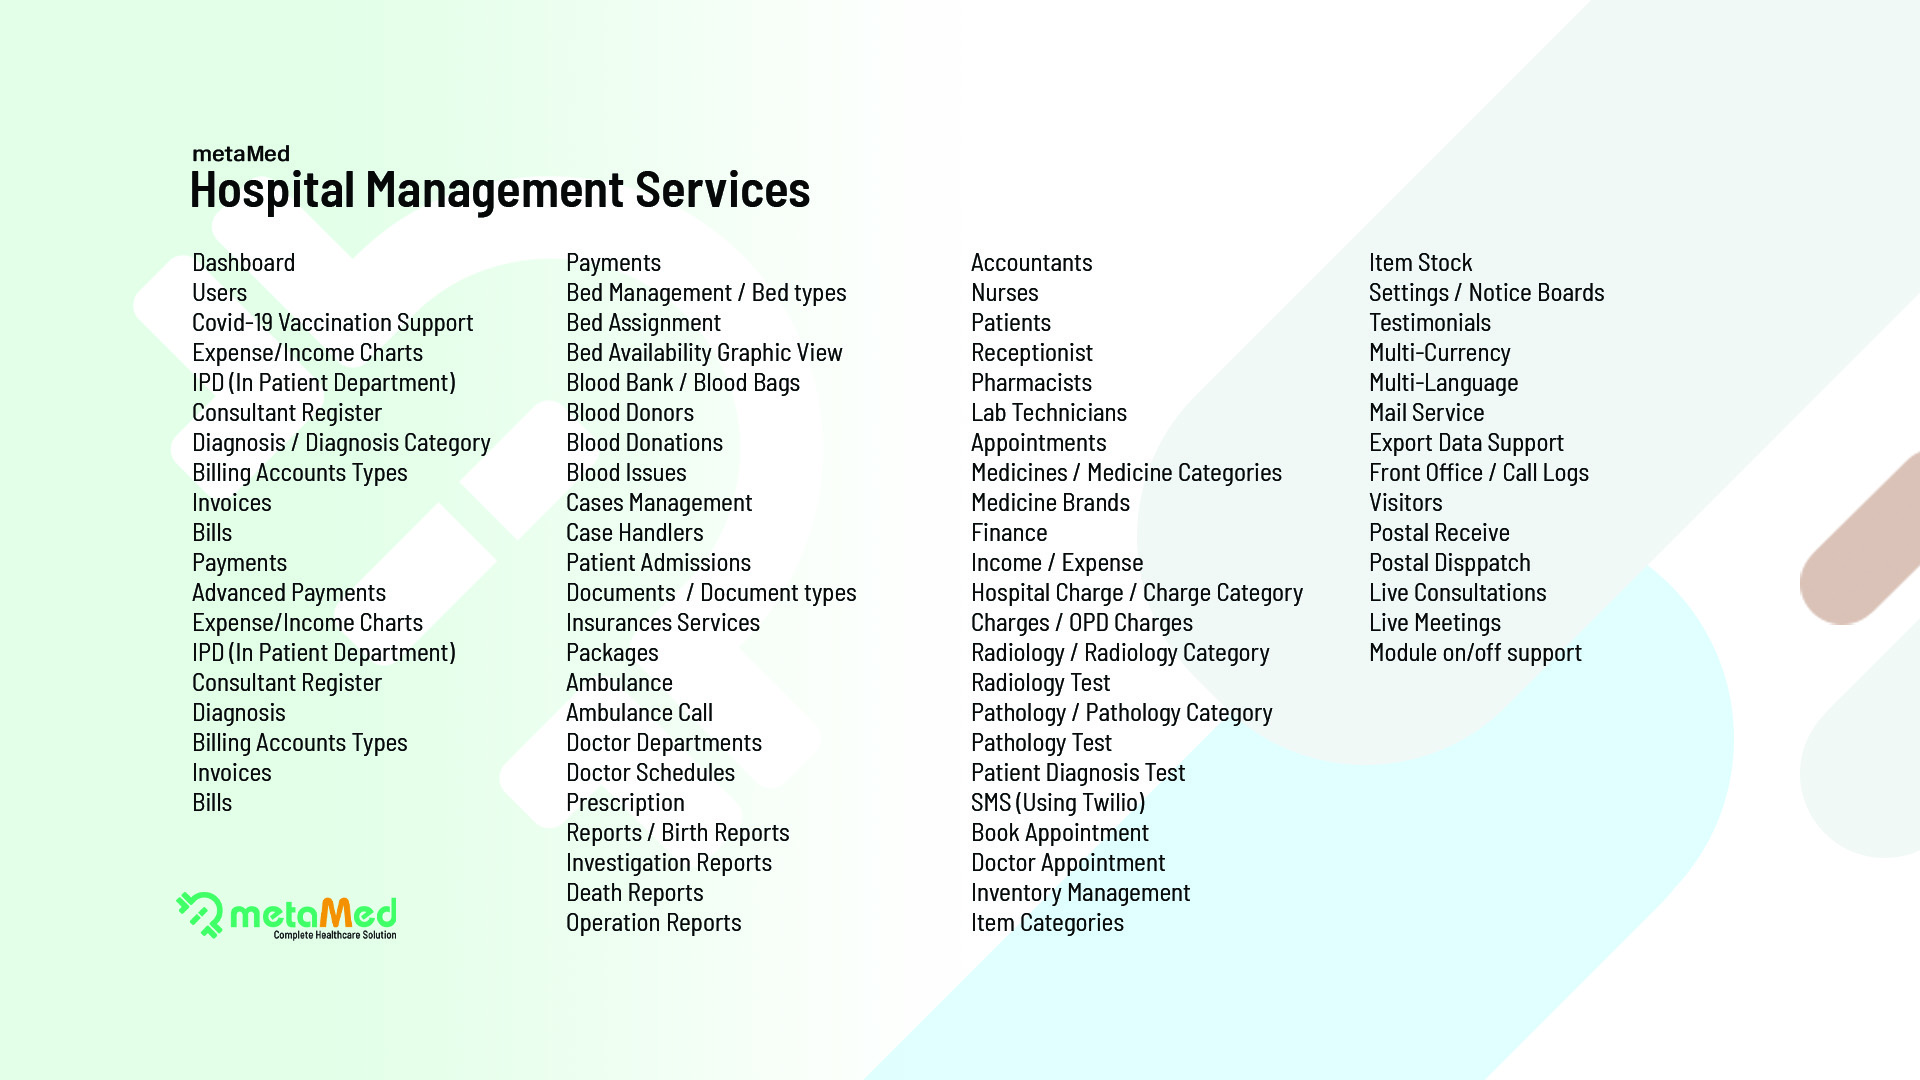 metaMed
Hospital Management Services
Dashboard
Users
Covid-19 Vaccination Support
Expense/Income Charts
IPD (In Patient Department)
Consultant Register
Diagnosis / Diagnosis Category
Billing Accounts Types
Invoices
Bills
Payments
Advanced Payments
Expense/Income Charts
IPD (In Patient Department)
Consultant Register
Diagnosis
Billing Accounts Types
Invoices
Bills
Payments
Bed Management / Bed types
Bed Assignment
Bed Availability Graphic View
Blood Bank / Blood Bags
Blood Donors
Blood Donations
Blood Issues
Cases Management
Case Handlers
Patient Admissions
Documents  / Document types
Insurances Services
Packages
Ambulance
Ambulance Call
Doctor Departments
Doctor Schedules
Prescription
Reports / Birth Reports
Investigation Reports
Death Reports
Operation Reports
Accountants
Nurses
Patients
Receptionist
Pharmacists
Lab Technicians
Appointments
Medicines / Medicine Categories
Medicine Brands
Finance
Income / Expense
Hospital Charge / Charge Category
Charges / OPD Charges
Radiology / Radiology Category
Radiology Test
Pathology / Pathology Category
Pathology Test
Patient Diagnosis Test
SMS (Using Twilio)
Book Appointment
Doctor Appointment
Inventory Management
Item Categories
Item Stock
Settings / Notice Boards
Testimonials
Multi-Currency
Multi-Language
Mail Service
Export Data Support
Front Office / Call Logs
Visitors
Postal Receive
Postal Disppatch
Live Consultations
Live Meetings
Module on/off support
metaMed
Complete Healthcare Solution